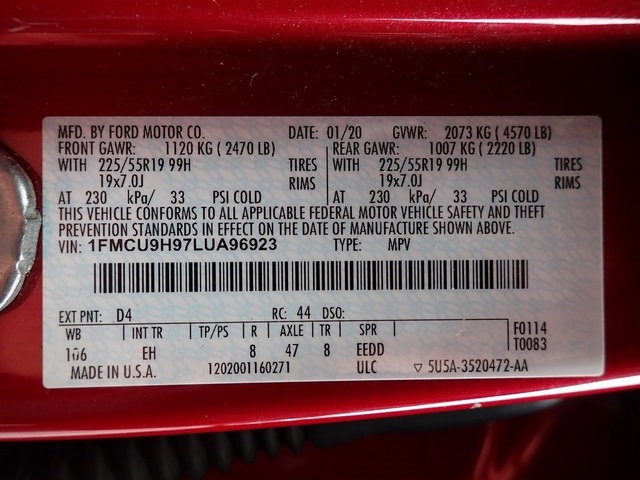 MFD. BY FORD MOTOR CO. DATE: 01/20 GVWR: 2073 KG (4570 LB)
FRONT GAWR: 1120 KG (2470 LB) REAR GAWR: 1007 KG (2220 LB)
WITH 225/55R19 99H TIRES WITH 225/55R19 99H TIRES
19x7.0J RIMS 19x7.0J RIMS
AT 230 kPa/ 33 PSI COLD AT 230 kPa/ 33 PSI COLD
THIS VEHICLE CONFORMS TO ALL APPLICABLE FEDERAL MOTOR VEHICLE SAFETY AND THEFT
PREVENTION STANDARDS IN EFFECT ON THE DATE OF MANUFACTURE SHOWN ABOVE.
VIN: 1FMCU9H97LUA96923 TYPE: MPV
EXT PNT: D4 RC: 44 DSO:
WB INT TR TP/PS R AXLE TR SPR F0114
106 EH 8 47 8 EEDD T0083
MADE IN U.S.A. 1202001160271 ULC ▽ 5U5A-3520472-AA